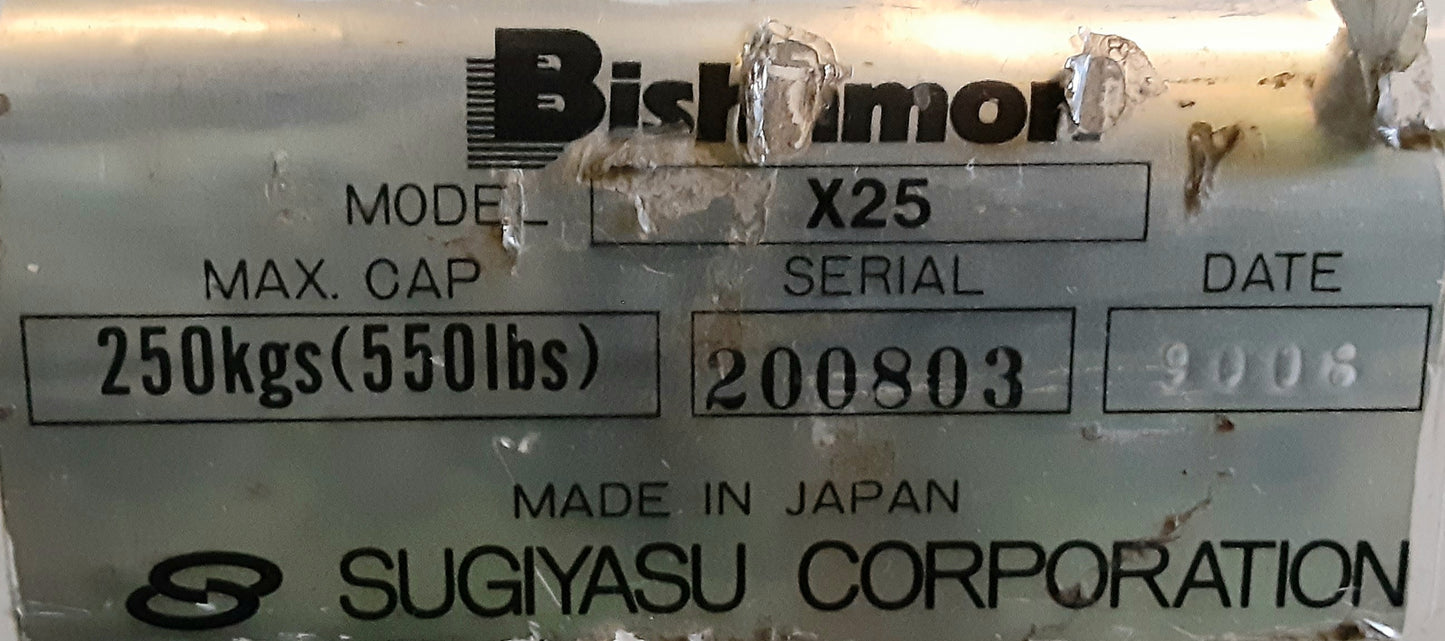 Bishamon
MODEL X25
MAX. CAP SERIAL DATE
250kgs(550lbs) 200803 9006
MADE IN JAPAN
SUGIYASU CORPORATION